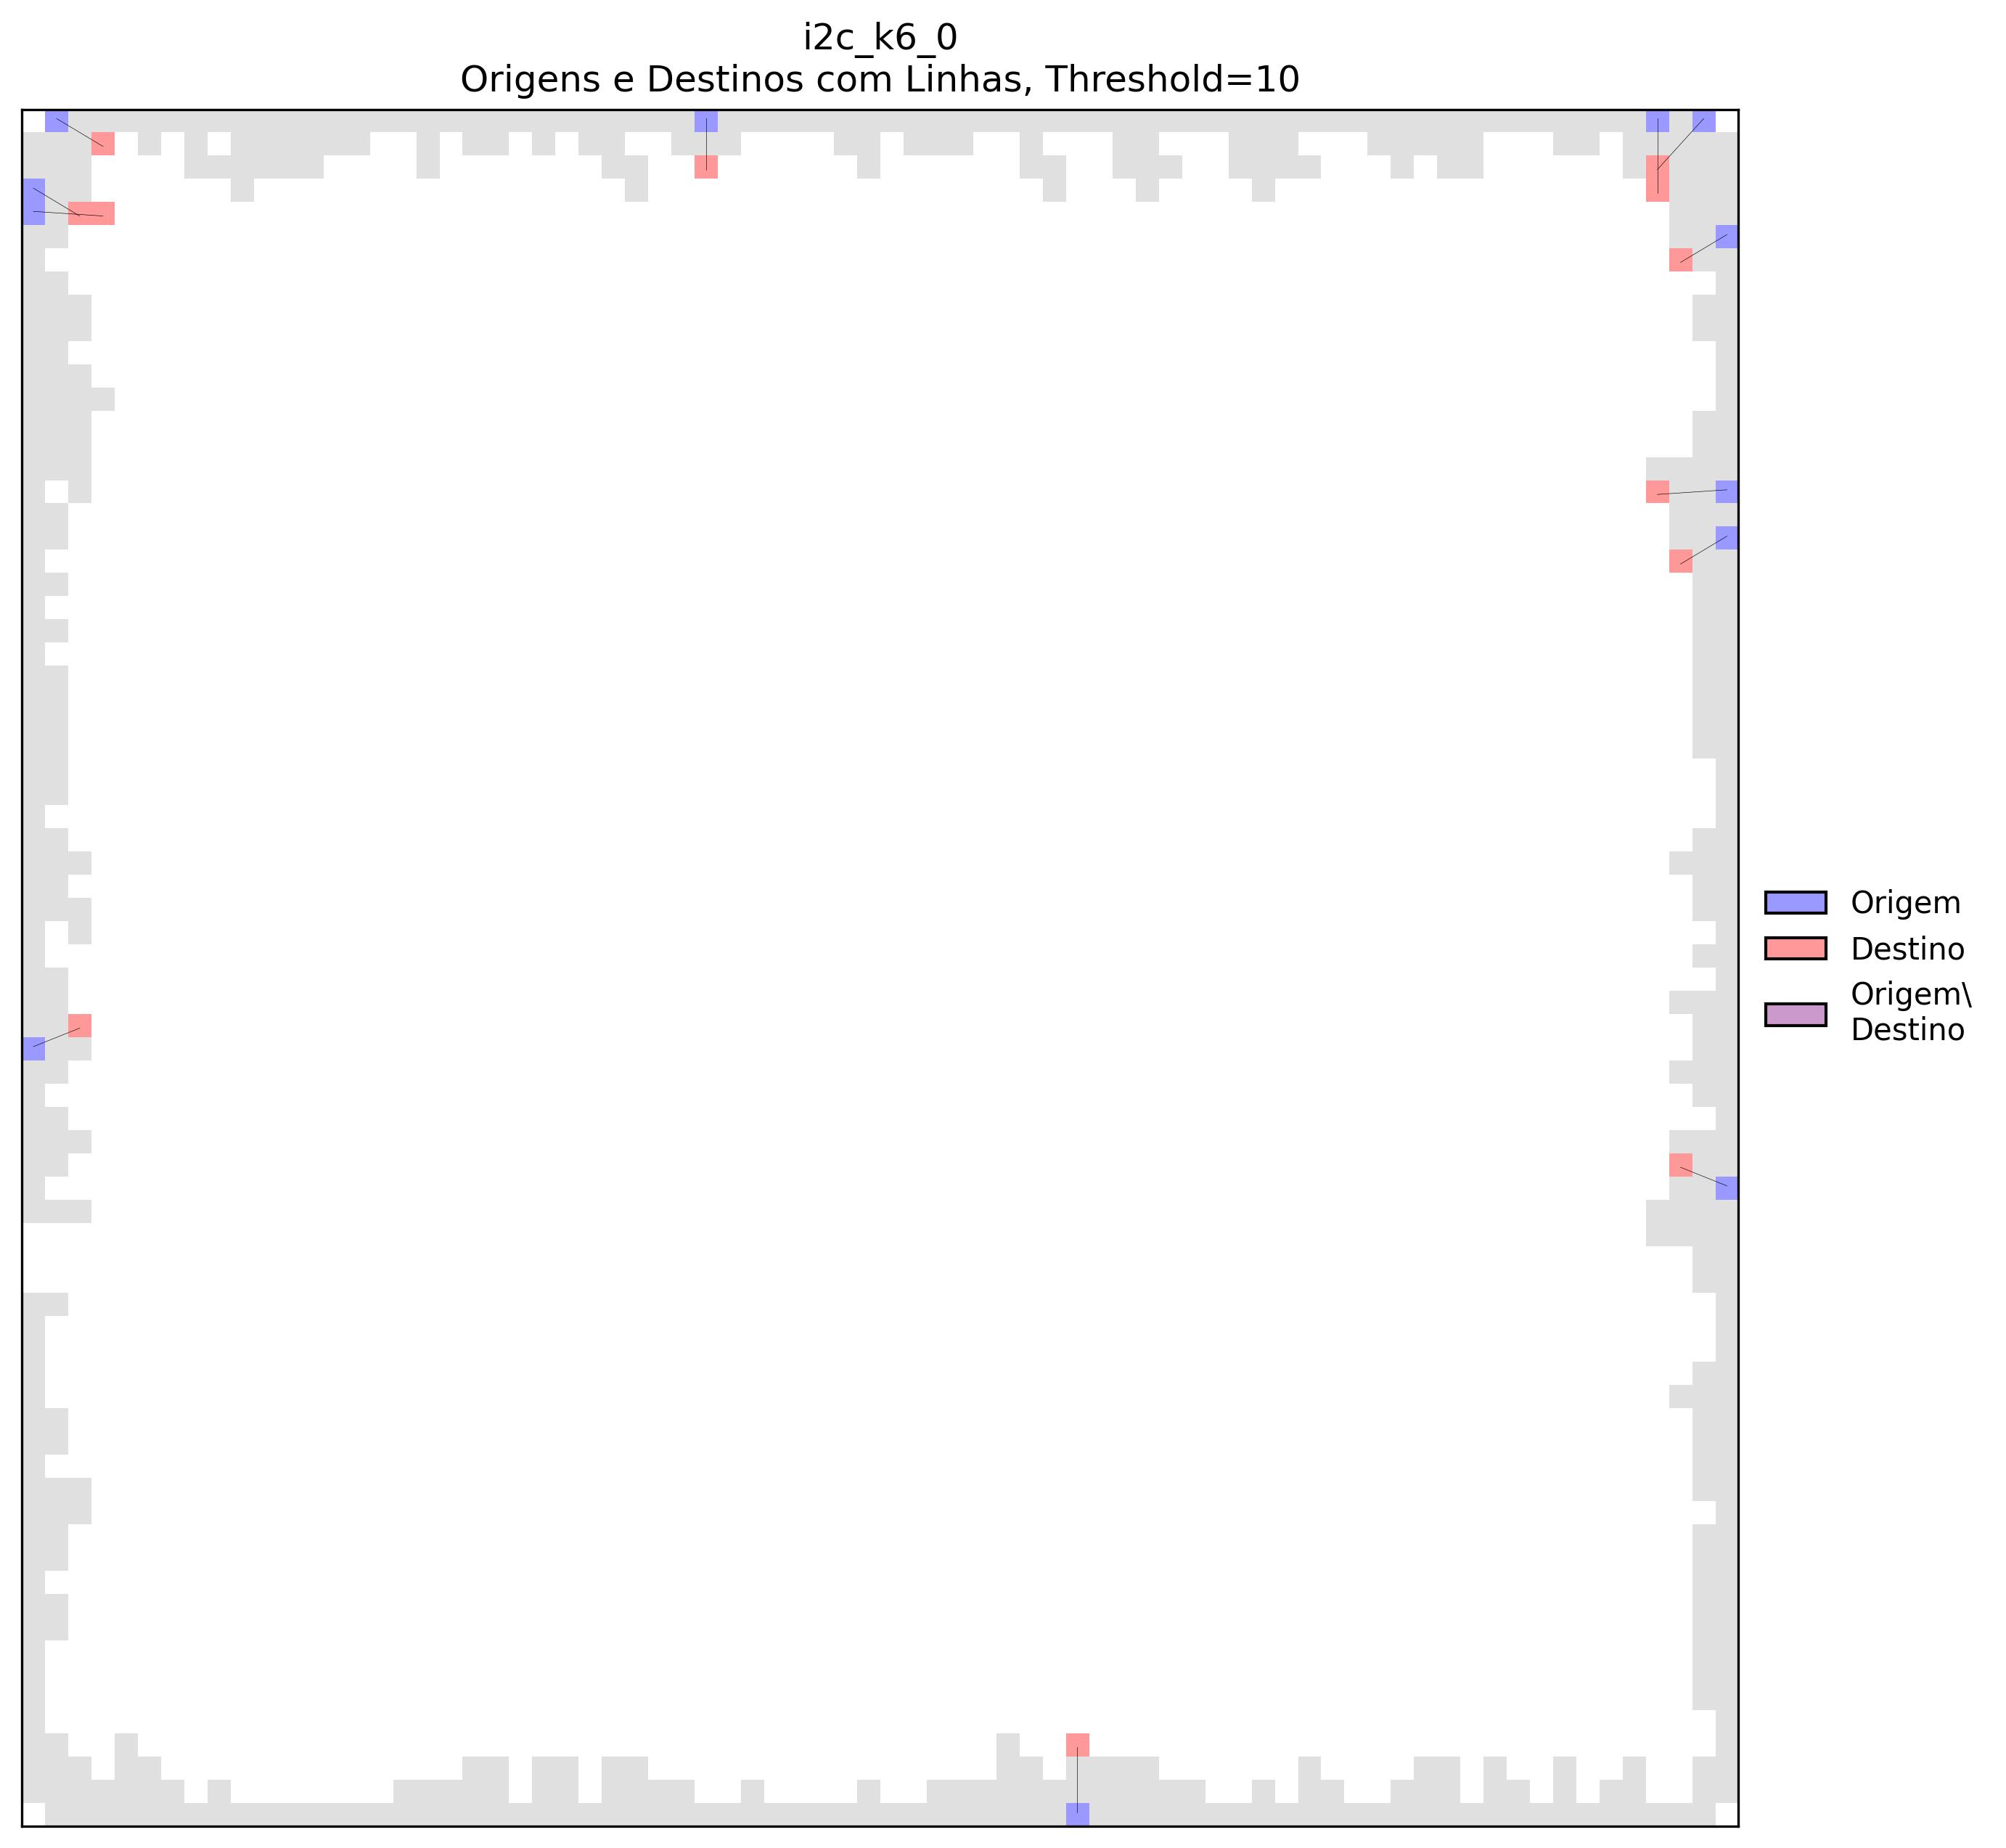 i2c_k6_0
Origens e Destinos com Linhas, Threshold=10
Origem
Destino
Origem\
Destino